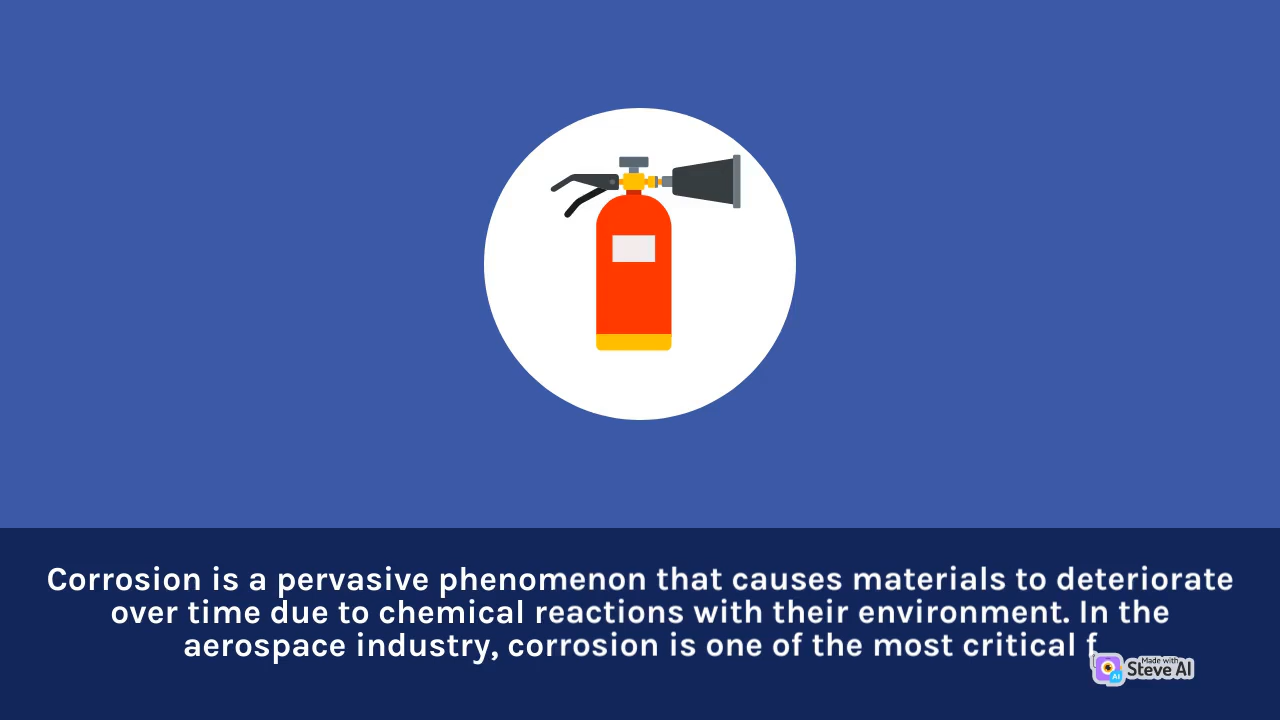 Corrosion is a pervasive phenomenon that causes materials to deteriorate
over time due to chemical reactions with their environment. In the
aerospace industry, corrosion is one of the most critical f
Made with
Steve AI
AI